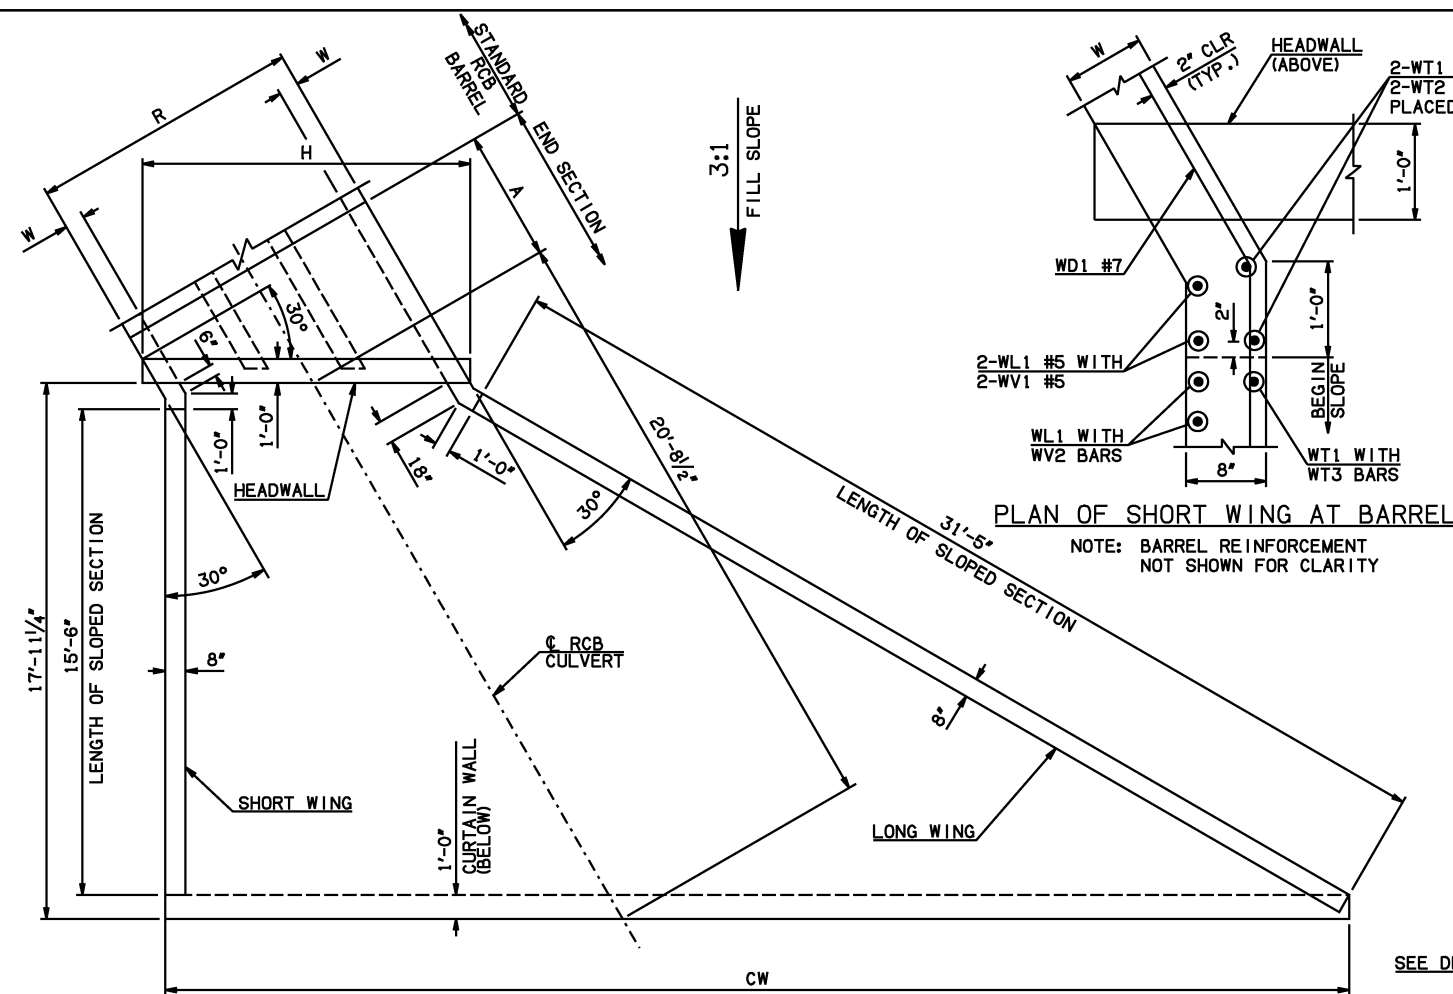 STANDARD
RCB
BARREL
END SECTION
W
R
H
W
A
3:1
FILL SLOPE
30°
6"
1'-0"
1'-0"
HEADWALL
18"
1'-0"
30°
20'-8½"
30°
17'-11¼"
15'-6"
LENGTH OF SLOPED SECTION
8"
SHORT WING
℄ RCB
CULVERT
31'-5"
LENGTH OF SLOPED SECTION
8"
LONG WING
1'-0"
CURTAIN WALL
(BELOW)
CW
W
2" CLR
(TYP.)
HEADWALL
(ABOVE)
2-WT1
2-WT2
PLACED
1'-0"
WD1 #7
2"
1'-0"
2-WL1 #5 WITH
2-WV1 #5
BEGIN
SLOPE
WL1 WITH
WV2 BARS
WT1 WITH
WT3 BARS
8"
PLAN OF SHORT WING AT BARREL
NOTE: BARREL REINFORCEMENT
NOT SHOWN FOR CLARITY